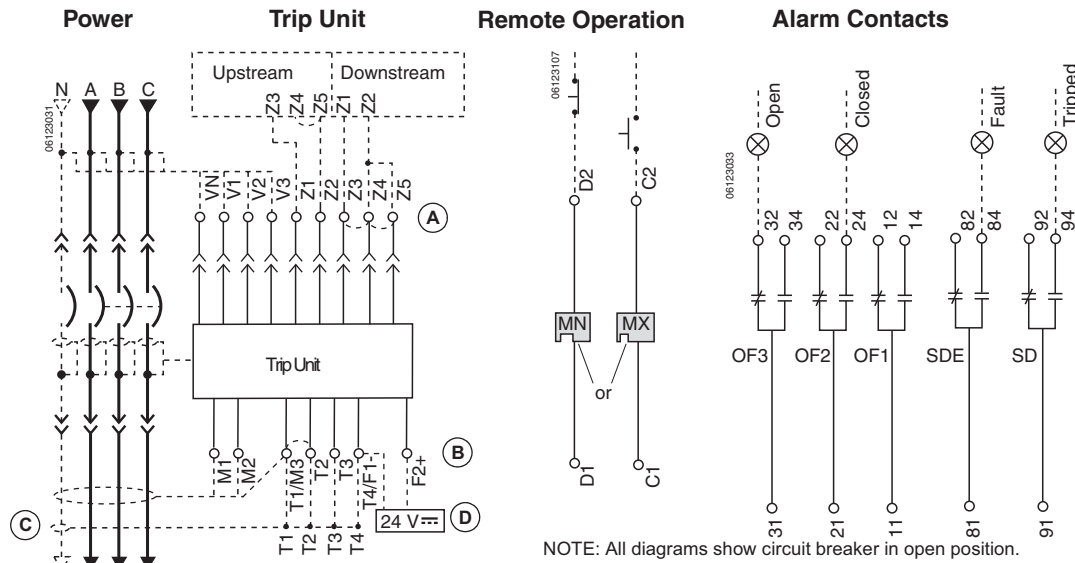 Power
Trip Unit
Remote Operation
Alarm Contacts
N A B C
06123031
Upstream
Downstream
Z3 Z4 Z5 Z1 Z2
VN V1 V2 V3 Z1 Z2 Z3 Z4 Z5
A
Trip Unit
B
M1 M2 T1/M3 T2 T3 T4/F1- F2+
C
D
24 V
T1 T2 T3 T4
06123107
D2 C2
MN MX
or
D1 C1
06123033
Open Closed Fault Tripped
32 34 22 24 12 14 82 84 92 94
OF3 OF2 OF1 SDE SD
31 21 11 81 91
NOTE: All diagrams show circuit breaker in open position.